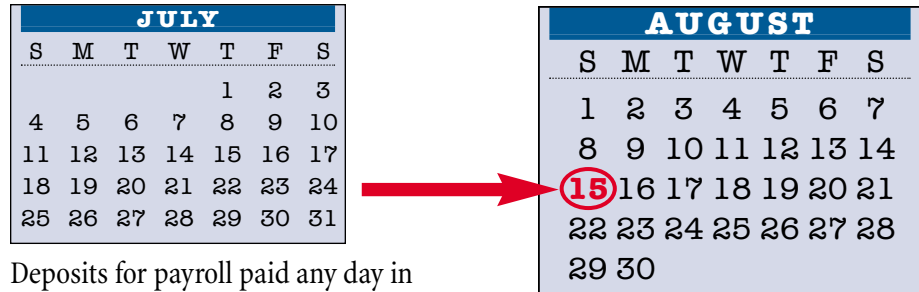 JULY
S M T W T F S
1 2 3
4 5 6 7 8 9 10
11 12 13 14 15 16 17
18 19 20 21 22 23 24
25 26 27 28 29 30 31
Deposits for payroll paid any day in
AUGUST
S M T W T F S
1 2 3 4 5 6 7
8 9 10 11 12 13 14
15 16 17 18 19 20 21
22 23 24 25 26 27 28
29 30